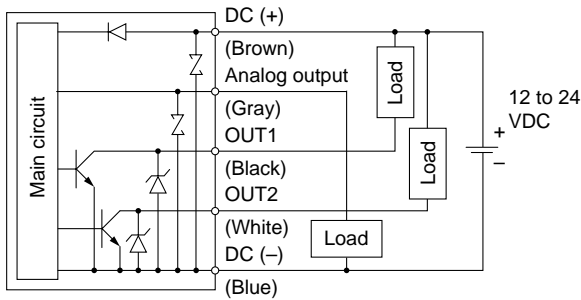 DC (+)
(Brown)
Analog output
(Gray)
OUT1
(Black)
OUT2
(White)
DC (–)
(Blue)
Main circuit
Load
Load
Load
12 to 24
VDC
+
–